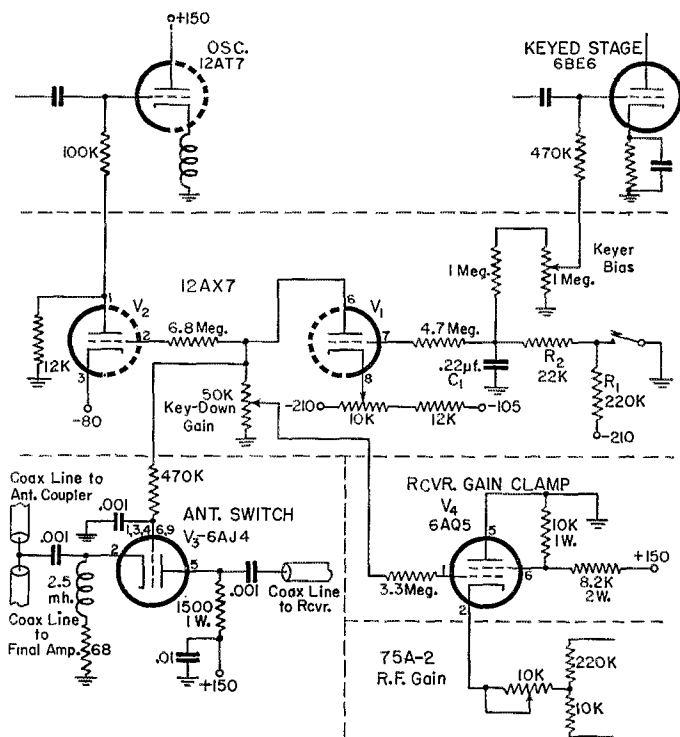 +150
OSC.
12AT7
KEYED STAGE
6BE6
100K
470K
12AX7
V2
1
2
3
12K
-80
6.8 Meg.
50K
Key-Down
Gain
6
V1
7
8
4.7 Meg.
.22µf.
C1
1 Meg.
1 Meg.
Keyer
Bias
R2
22K
R1
220K
-210
-210
10K
12K
-105
470K
Coax Line to
Ant. Coupler
.001
.001
1,3,4
6,9
ANT. SWITCH
V3-6AJ4
2
5
2.5
mh.
68
Coax Line
to
Final Amp.
1500
1 W.
.001
Coax Line
to Rcvr.
.01
+150
RCVR. GAIN CLAMP
V4
6AQ5
5
1
6
2
3.3 Meg.
10K
1 W.
8.2K
2 W.
+150
75A-2
R.F. Gain
10K
220K
10K